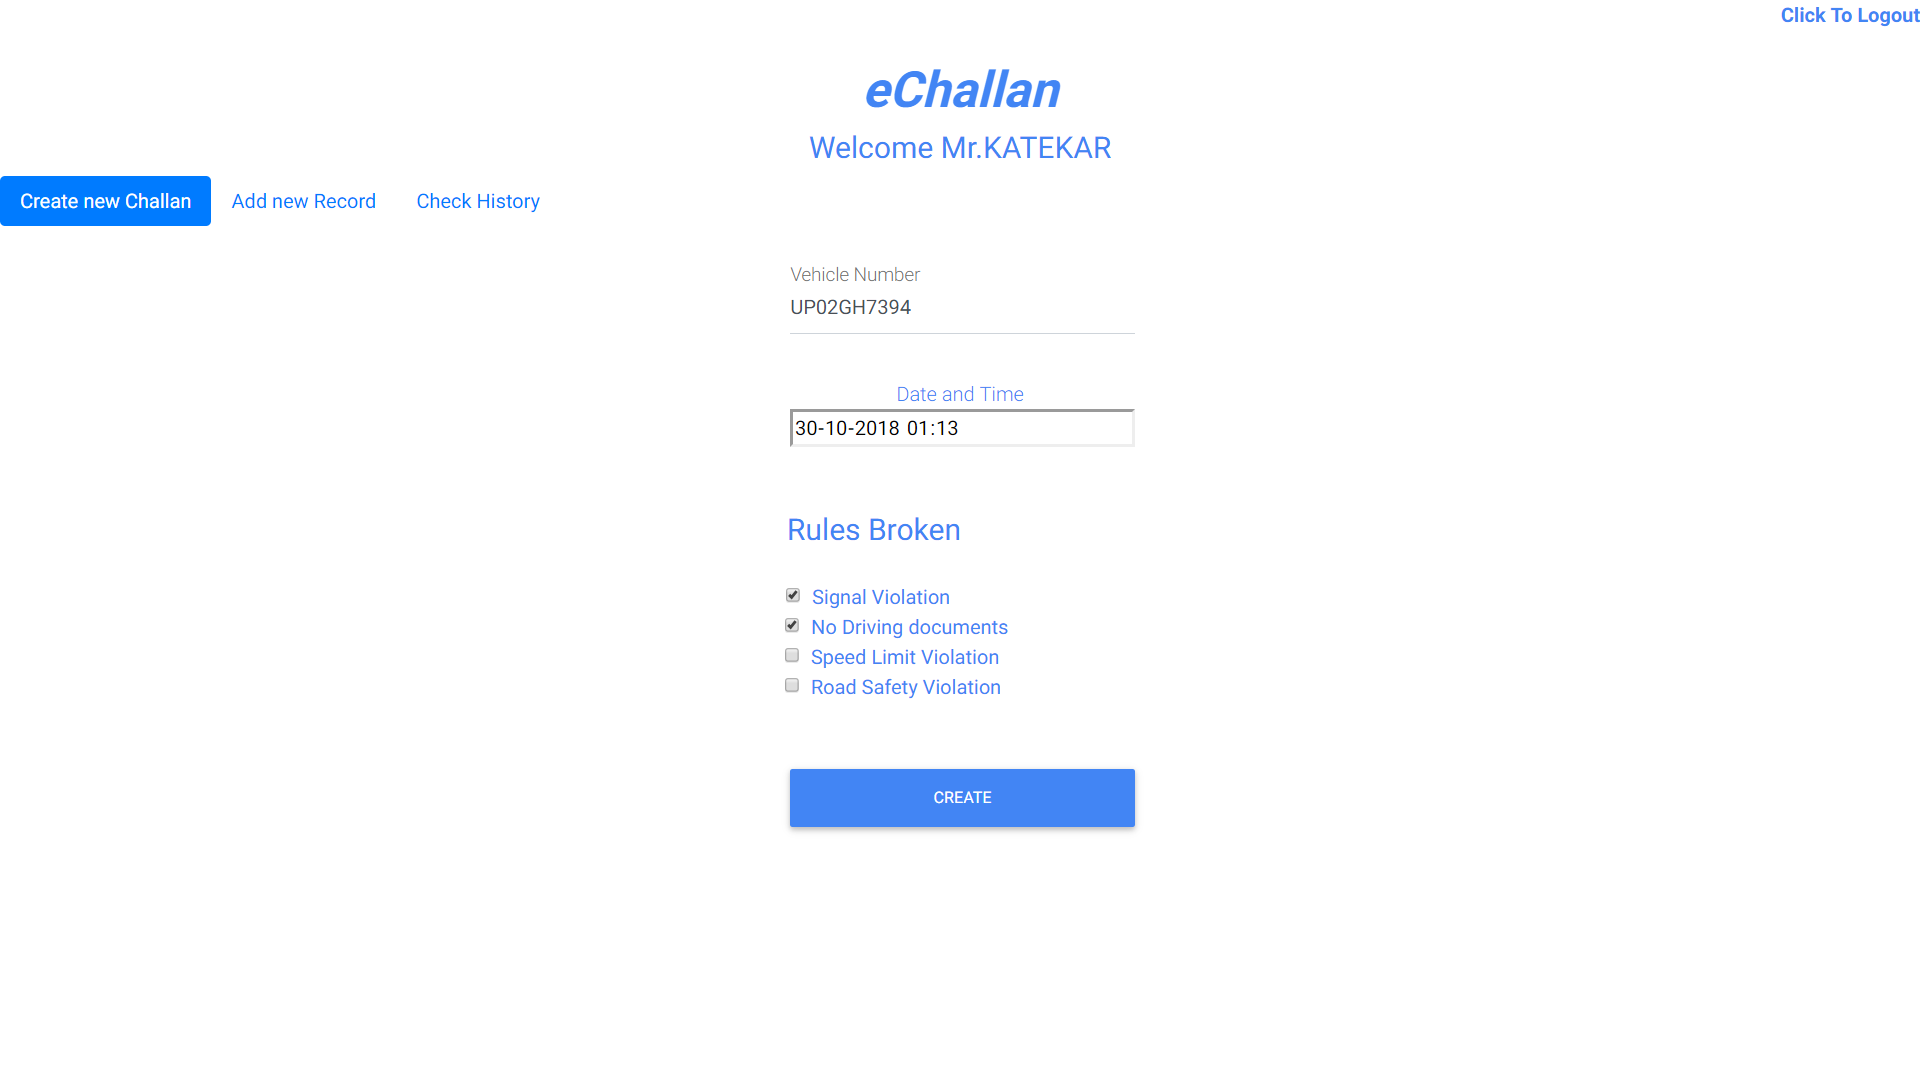 Click To Logout
eChallan
Welcome Mr.KATEKAR
Create new Challan Add new Record Check History
Vehicle Number
UP02GH7394
Date and Time
30-10-2018 01:13
Rules Broken
Signal Violation
No Driving documents
Speed Limit Violation
Road Safety Violation
CREATE